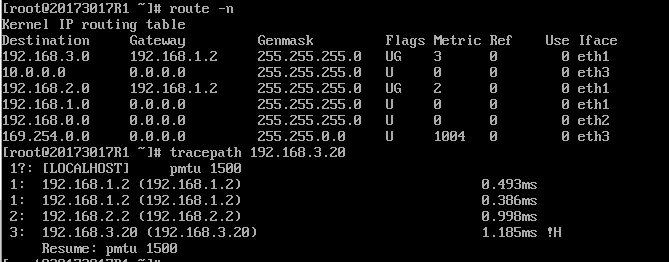 [root@20173017R1 ~]# route -n
Kernel IP routing table
Destination     Gateway         Genmask         Flags Metric Ref    Use Iface
192.168.3.0     192.168.1.2     255.255.255.0   UG    3      0        0 eth1
10.0.0.0        0.0.0.0         255.255.255.0   U     0      0        0 eth3
192.168.2.0     192.168.1.2     255.255.255.0   UG    2      0        0 eth1
192.168.1.0     0.0.0.0         255.255.255.0   U     0      0        0 eth1
192.168.0.0     0.0.0.0         255.255.255.0   U     0      0        0 eth2
169.254.0.0     0.0.0.0         255.255.0.0     U     1004   0        0 eth3
[root@20173017R1 ~]# tracepath 192.168.3.20
 1?: [LOCALHOST]     pmtu 1500
 1:  192.168.1.2 (192.168.1.2)                             0.493ms
 1:  192.168.1.2 (192.168.1.2)                             0.386ms
 2:  192.168.2.2 (192.168.2.2)                             0.998ms
 3:  192.168.3.20 (192.168.3.20)                           1.185ms !H
     Resume: pmtu 1500
[root@20173017R1 ~]#